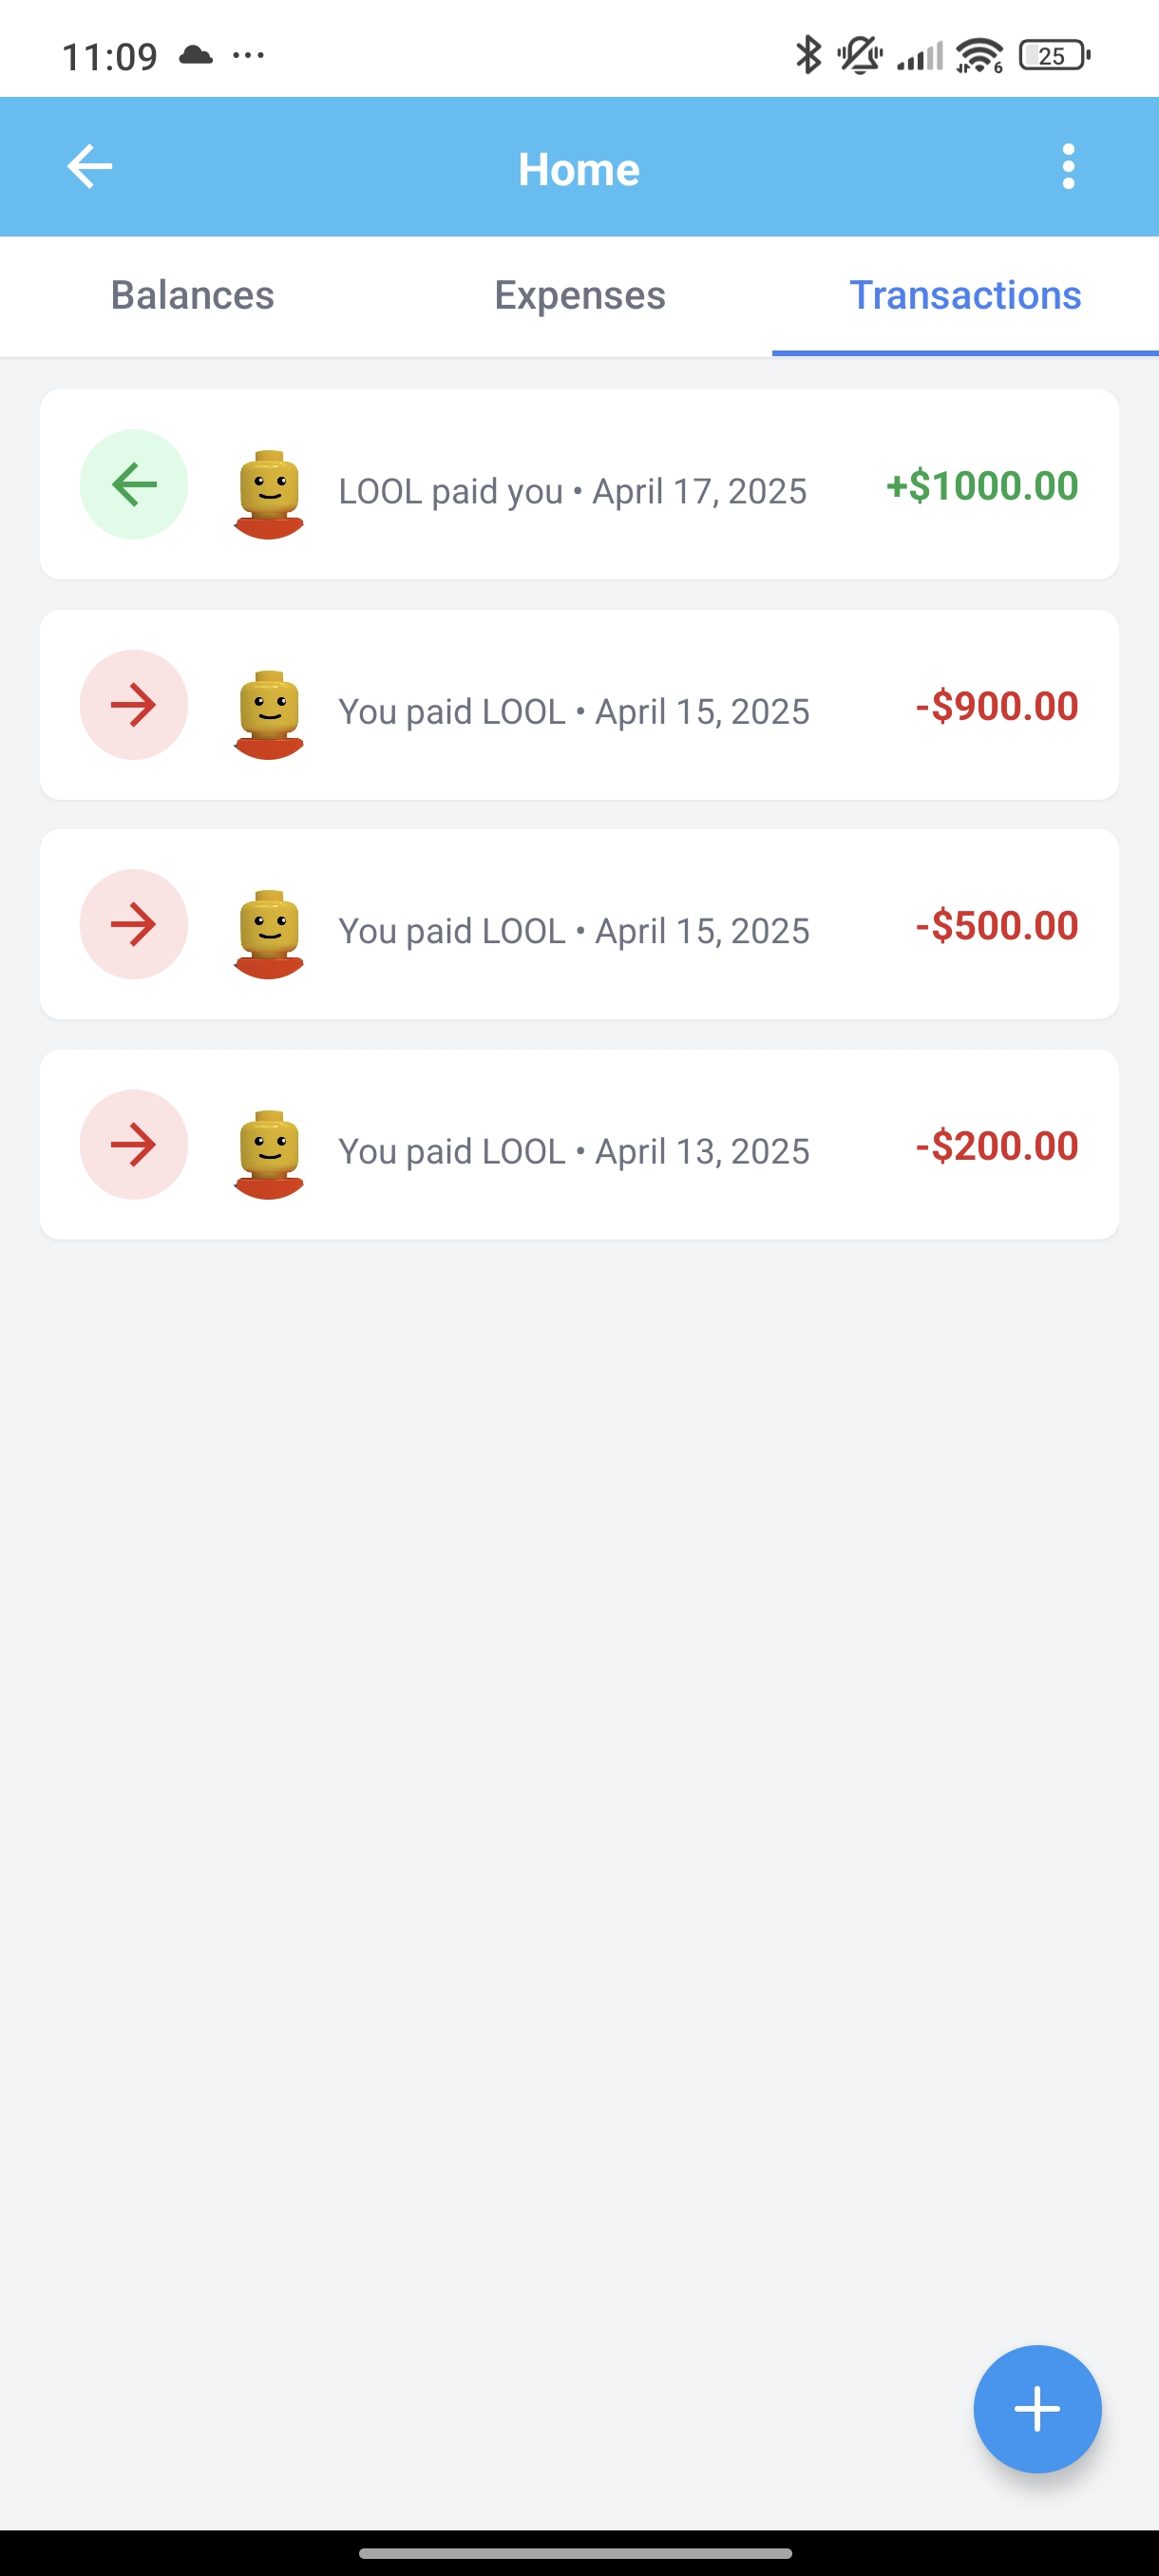 11:09
6
25
Home
Balances Expenses Transactions
LOOL paid you • April 17, 2025 +$1000.00
You paid LOOL • April 15, 2025 -$900.00
You paid LOOL • April 15, 2025 -$500.00
You paid LOOL • April 13, 2025 -$200.00